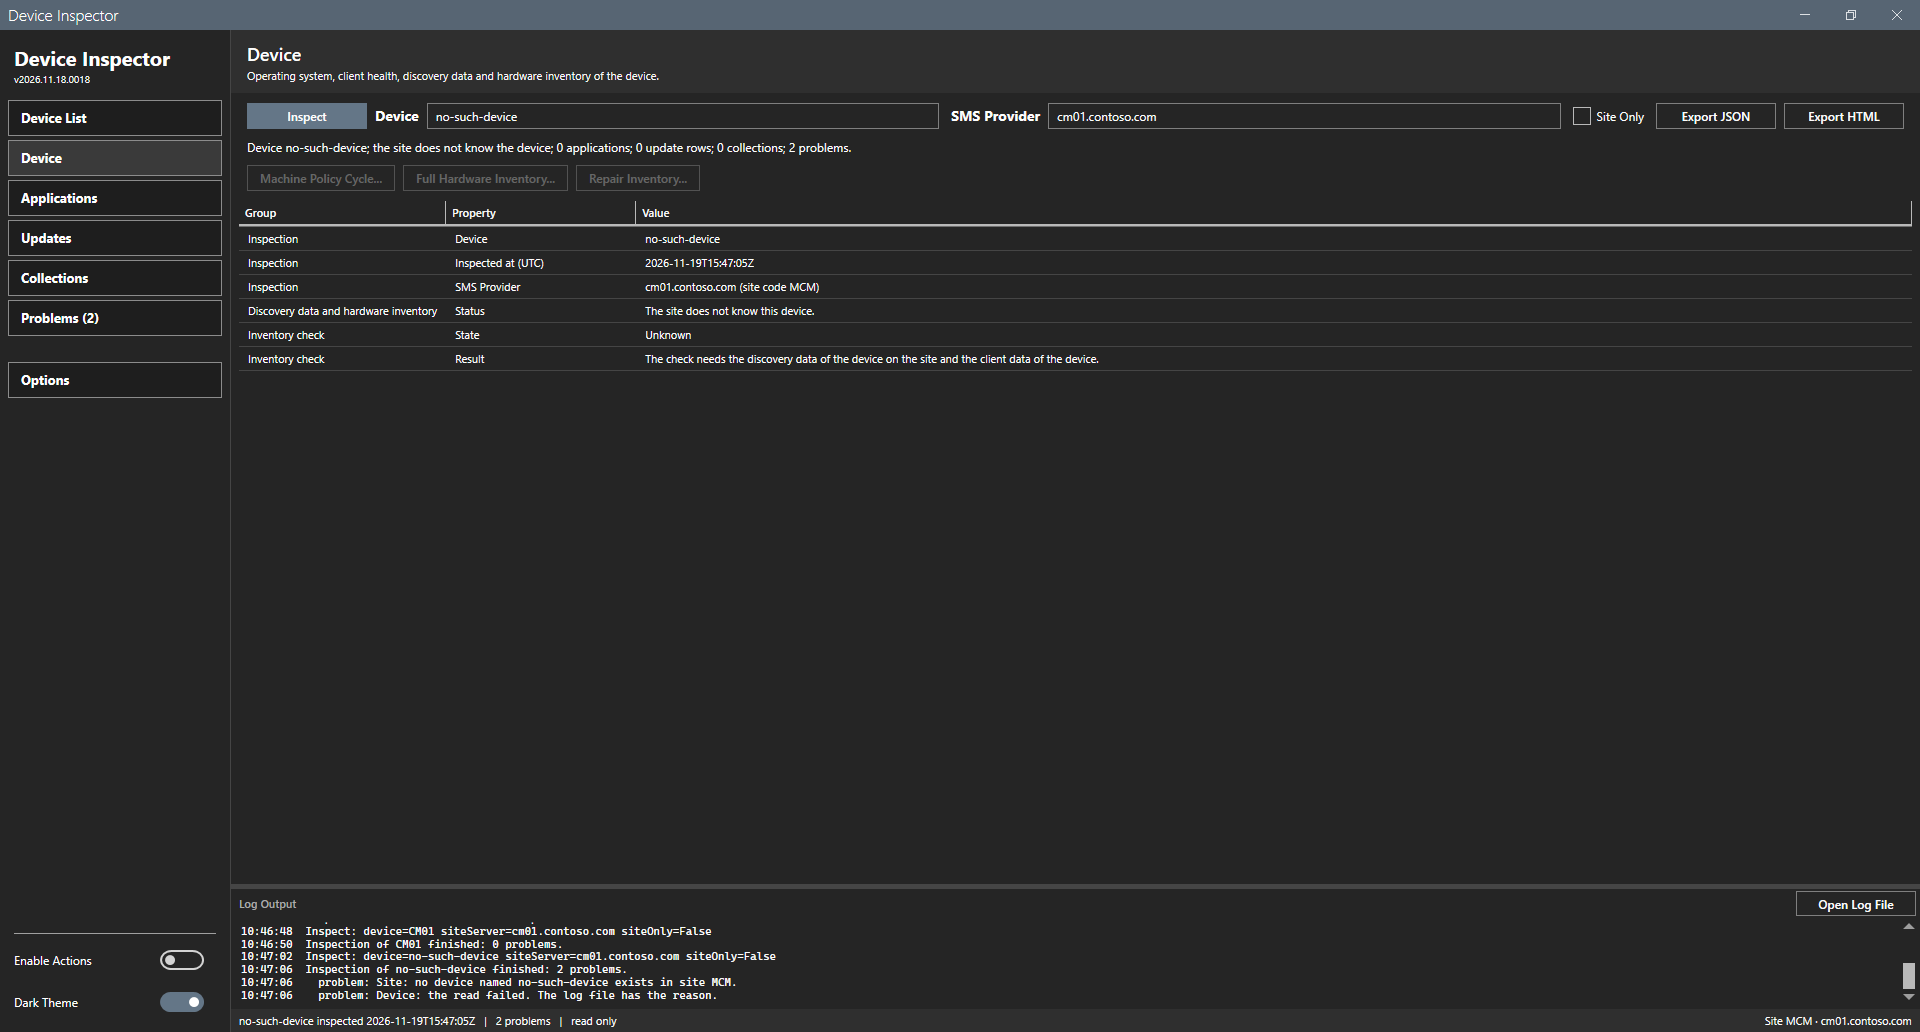 Device Inspector
Device Inspector
v2026.11.18.0018
Device List
Device
Applications
Updates
Collections
Problems (2)
Options
Enable Actions
Dark Theme
Device
Operating system, client health, discovery data and hardware inventory of the device.
Inspect Device no-such-device SMS Provider cm01.contoso.com Site Only Export JSON Export HTML
Device no-such-device; the site does not know the device; 0 applications; 0 update rows; 0 collections; 2 problems.
Machine Policy Cycle... Full Hardware Inventory... Repair Inventory...
Group Property Value
Inspection Device no-such-device
Inspection Inspected at (UTC) 2026-11-19T15:47:05Z
Inspection SMS Provider cm01.contoso.com (site code MCM)
Discovery data and hardware inventory Status The site does not know this device.
Inventory check State Unknown
Inventory check Result The check needs the discovery data of the device on the site and the client data of the device.
Log Output Open Log File
10:46:48 Inspect: device=CM01 siteServer=cm01.contoso.com siteOnly=False
10:46:50 Inspection of CM01 finished: 0 problems.
10:47:02 Inspect: device=no-such-device siteServer=cm01.contoso.com siteOnly=False
10:47:06 Inspection of no-such-device finished: 2 problems.
10:47:06 problem: Site: no device named no-such-device exists in site MCM.
10:47:06 problem: Device: the read failed. The log file has the reason.
no-such-device inspected 2026-11-19T15:47:05Z | 2 problems | read only
Site MCM · cm01.contoso.com